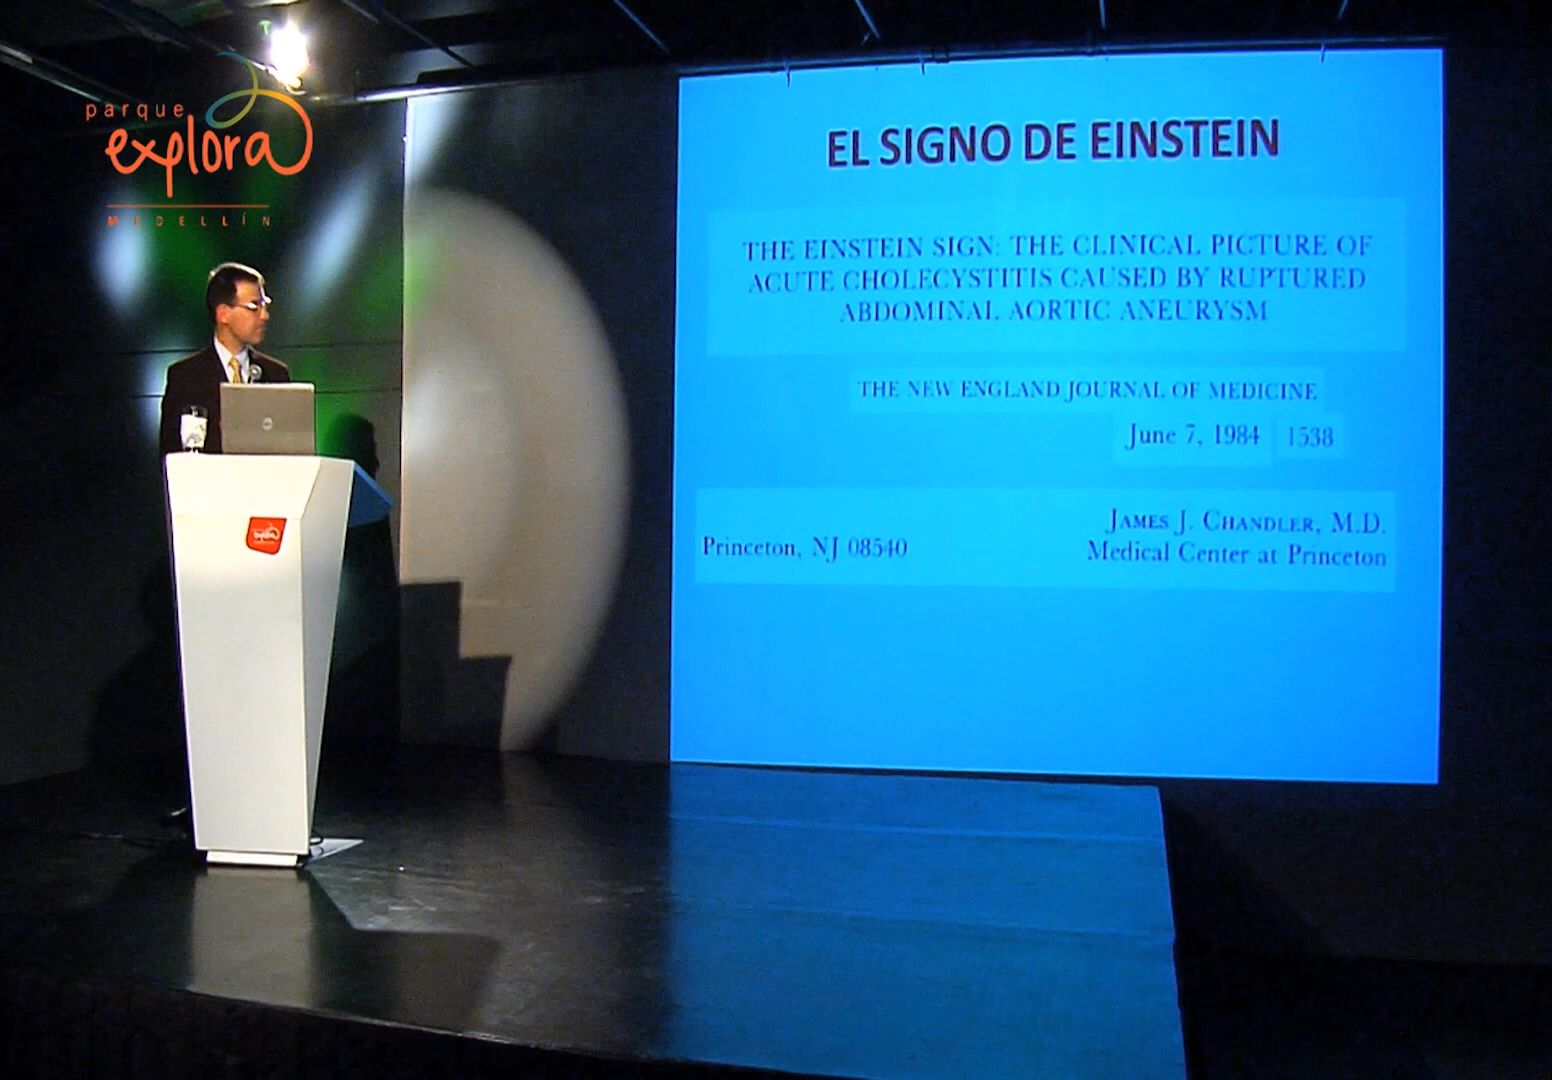 parque
explora
MEDELLÍN
EL SIGNO DE EINSTEIN
THE EINSTEIN SIGN: THE CLINICAL PICTURE OF
ACUTE CHOLECYSTITIS CAUSED BY RUPTURED
ABDOMINAL AORTIC ANEURYSM
THE NEW ENGLAND JOURNAL OF MEDICINE
June 7, 1984 1538
JAMES J. CHANDLER, M.D.
Princeton, NJ 08540 Medical Center at Princeton
explora